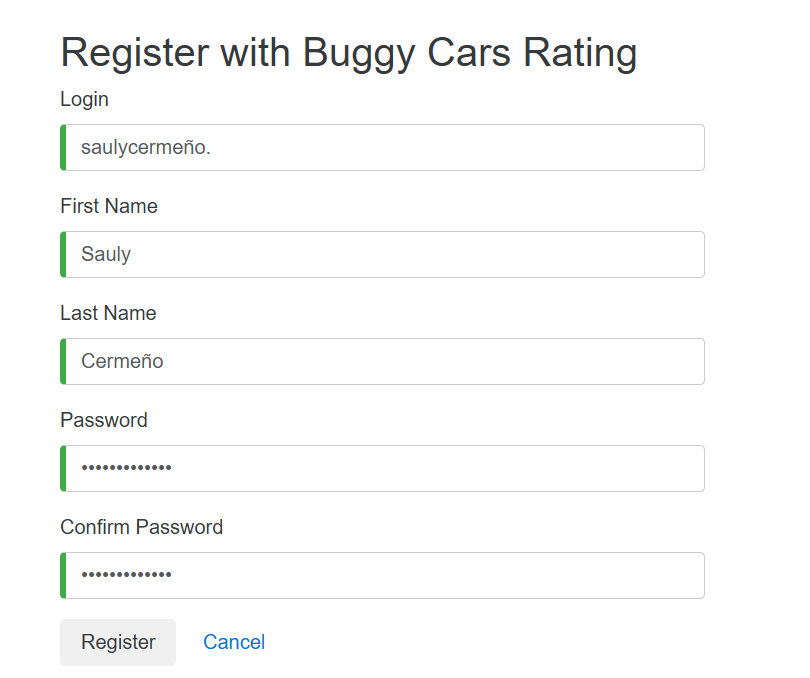 Register with Buggy Cars Rating
Login
saulycermeño.
First Name
Sauly
Last Name
Cermeño
Password
•••••••••••••
Confirm Password
•••••••••••••
Register Cancel